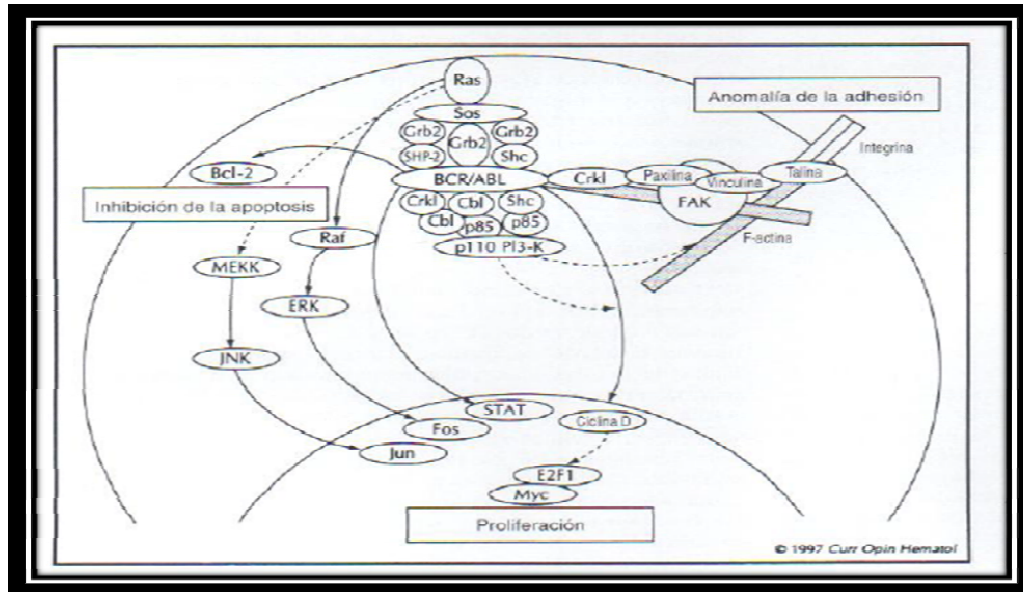 Ras
Anomalía de la adhesión
Sos
Grb2 Grb2 Grb2
SHP-2 Shc
Integrina
Bcl-2
BCR/ABL
Crkl Paxilina Vinculina Talina
FAK
Inhibición de la apoptosis
Crkl Cbl Shc
Cbl p85 p85
p110 PI3-K
Raf
F-actina
MEKK
ERK
JNK
STAT
Fos
Ciclina D
Jun
E2F1
Myc
Proliferación
© 1997 Curr Opin Hematol